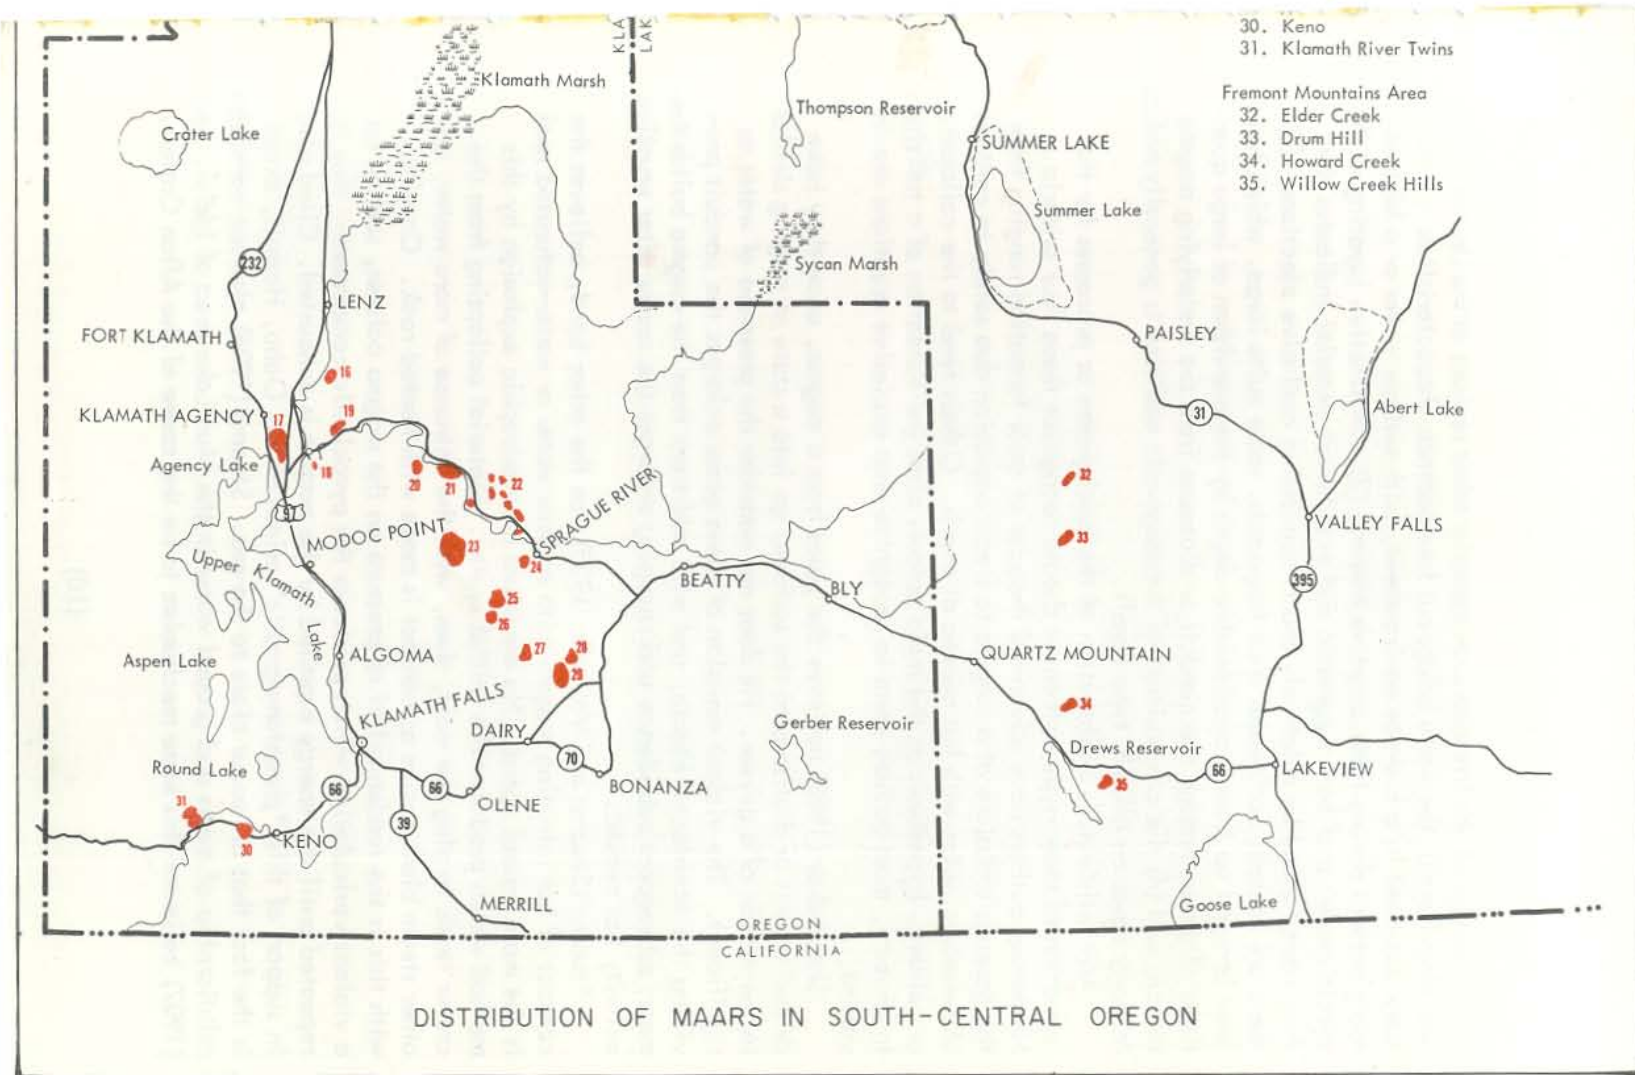 30. Keno
31. Klamath River Twins
Fremont Mountains Area
32. Elder Creek
33. Drum Hill
34. Howard Creek
35. Willow Creek Hills
KLA
LAK
Klamath Marsh
Crater Lake
Thompson Reservoir
SUMMER LAKE
Summer Lake
Sycan Marsh
232
LENZ
FORT KLAMATH
PAISLEY
16
KLAMATH AGENCY
17
19
31
Abert Lake
Agency Lake
18
20
21
22
32
97
SPRAGUE RIVER
VALLEY FALLS
MODOC POINT
23
33
24
Upper Klamath Lake
BEATTY
395
BLY
25
26
ALGOMA
27
28
29
QUARTZ MOUNTAIN
Aspen Lake
KLAMATH FALLS
34
DAIRY
Gerber Reservoir
Drews Reservoir
Round Lake
70
66
LAKEVIEW
66
66
BONANZA
35
31
OLENE
39
30
KENO
MERRILL
Goose Lake
OREGON
CALIFORNIA
DISTRIBUTION OF MAARS IN SOUTH-CENTRAL OREGON